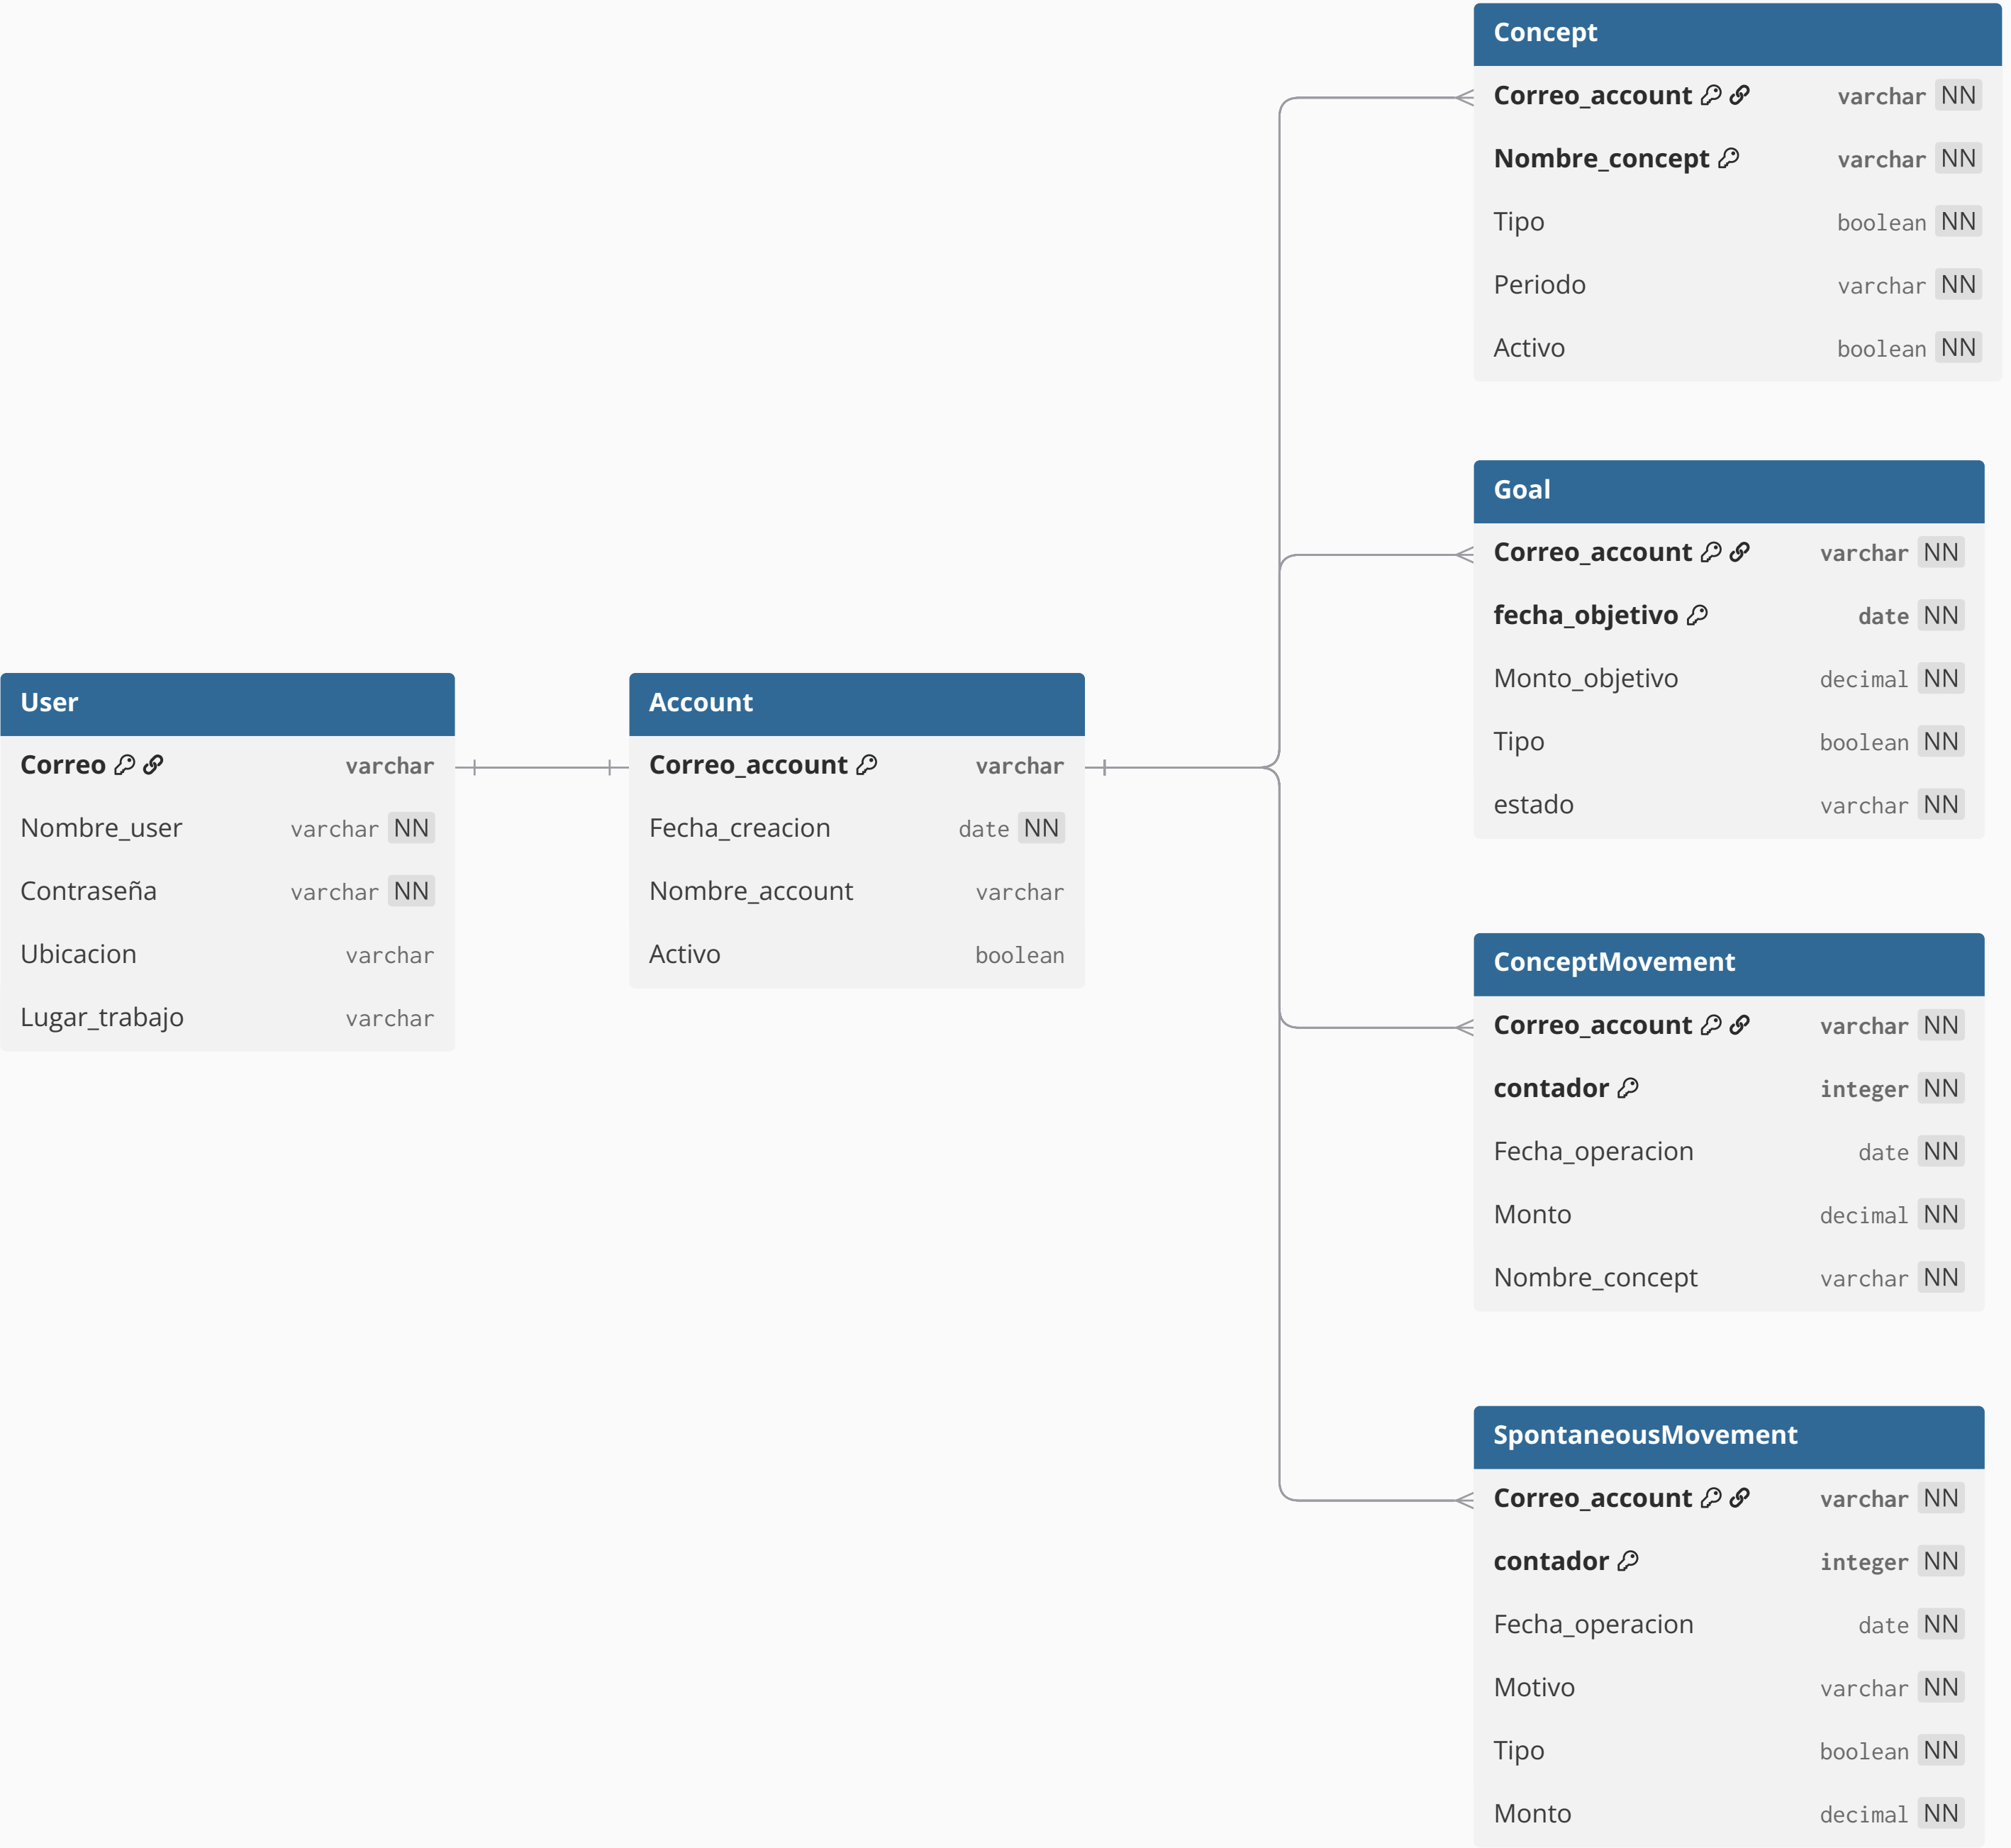 User
Correo varchar
Nombre_user varchar NN
Contraseña varchar NN
Ubicacion varchar
Lugar_trabajo varchar
Account
Correo_account varchar
Fecha_creacion date NN
Nombre_account varchar
Activo boolean
Concept
Correo_account varchar NN
Nombre_concept varchar NN
Tipo boolean NN
Periodo varchar NN
Activo boolean NN
Goal
Correo_account varchar NN
fecha_objetivo date NN
Monto_objetivo decimal NN
Tipo boolean NN
estado varchar NN
ConceptMovement
Correo_account varchar NN
contador integer NN
Fecha_operacion date NN
Monto decimal NN
Nombre_concept varchar NN
SpontaneousMovement
Correo_account varchar NN
contador integer NN
Fecha_operacion date NN
Motivo varchar NN
Tipo boolean NN
Monto decimal NN